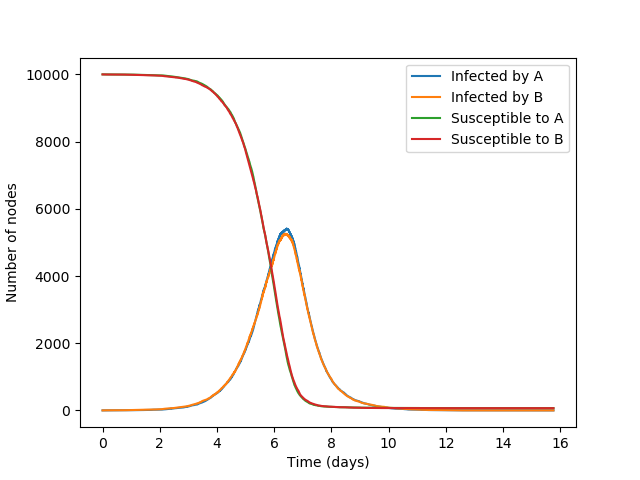 Infected by A
Infected by B
Susceptible to A
Susceptible to B
10000
8000
6000
4000
2000
0
Number of nodes
0 2 4 6 8 10 12 14 16
Time (days)